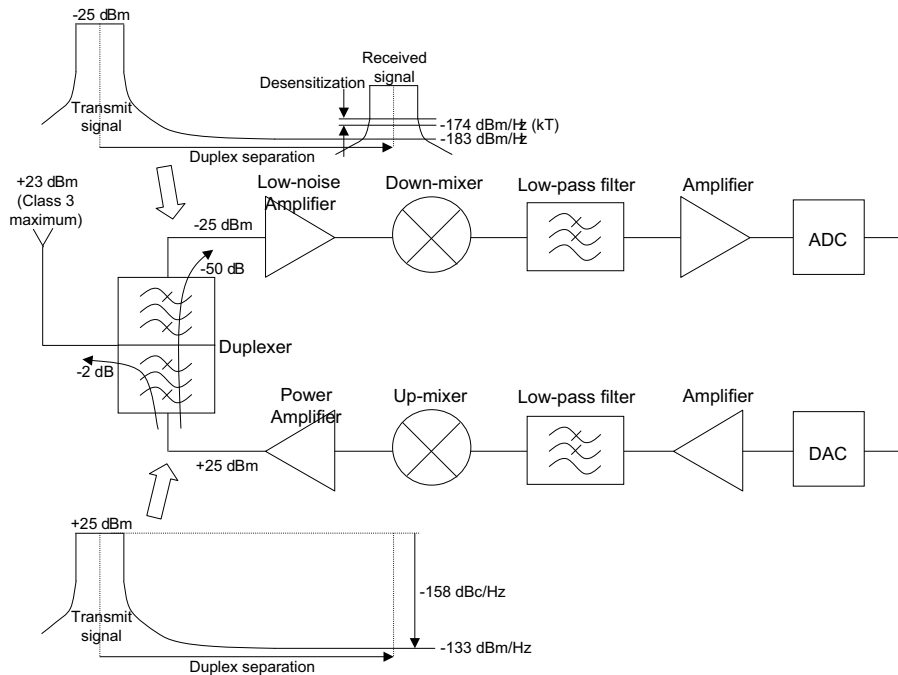 -25 dBm
Received
signal
Desensitization
Transmit
signal
-174 dBm/Hz (kT)
-183 dBm/Hz
Duplex separation
+23 dBm
(Class 3
maximum)
Low-noise
Amplifier
Down-mixer
Low-pass filter
Amplifier
-25 dBm
ADC
-50 dB
Duplexer
-2 dB
Power
Amplifier
Up-mixer
Low-pass filter
Amplifier
+25 dBm
DAC
+25 dBm
-158 dBc/Hz
Transmit
signal
-133 dBm/Hz
Duplex separation